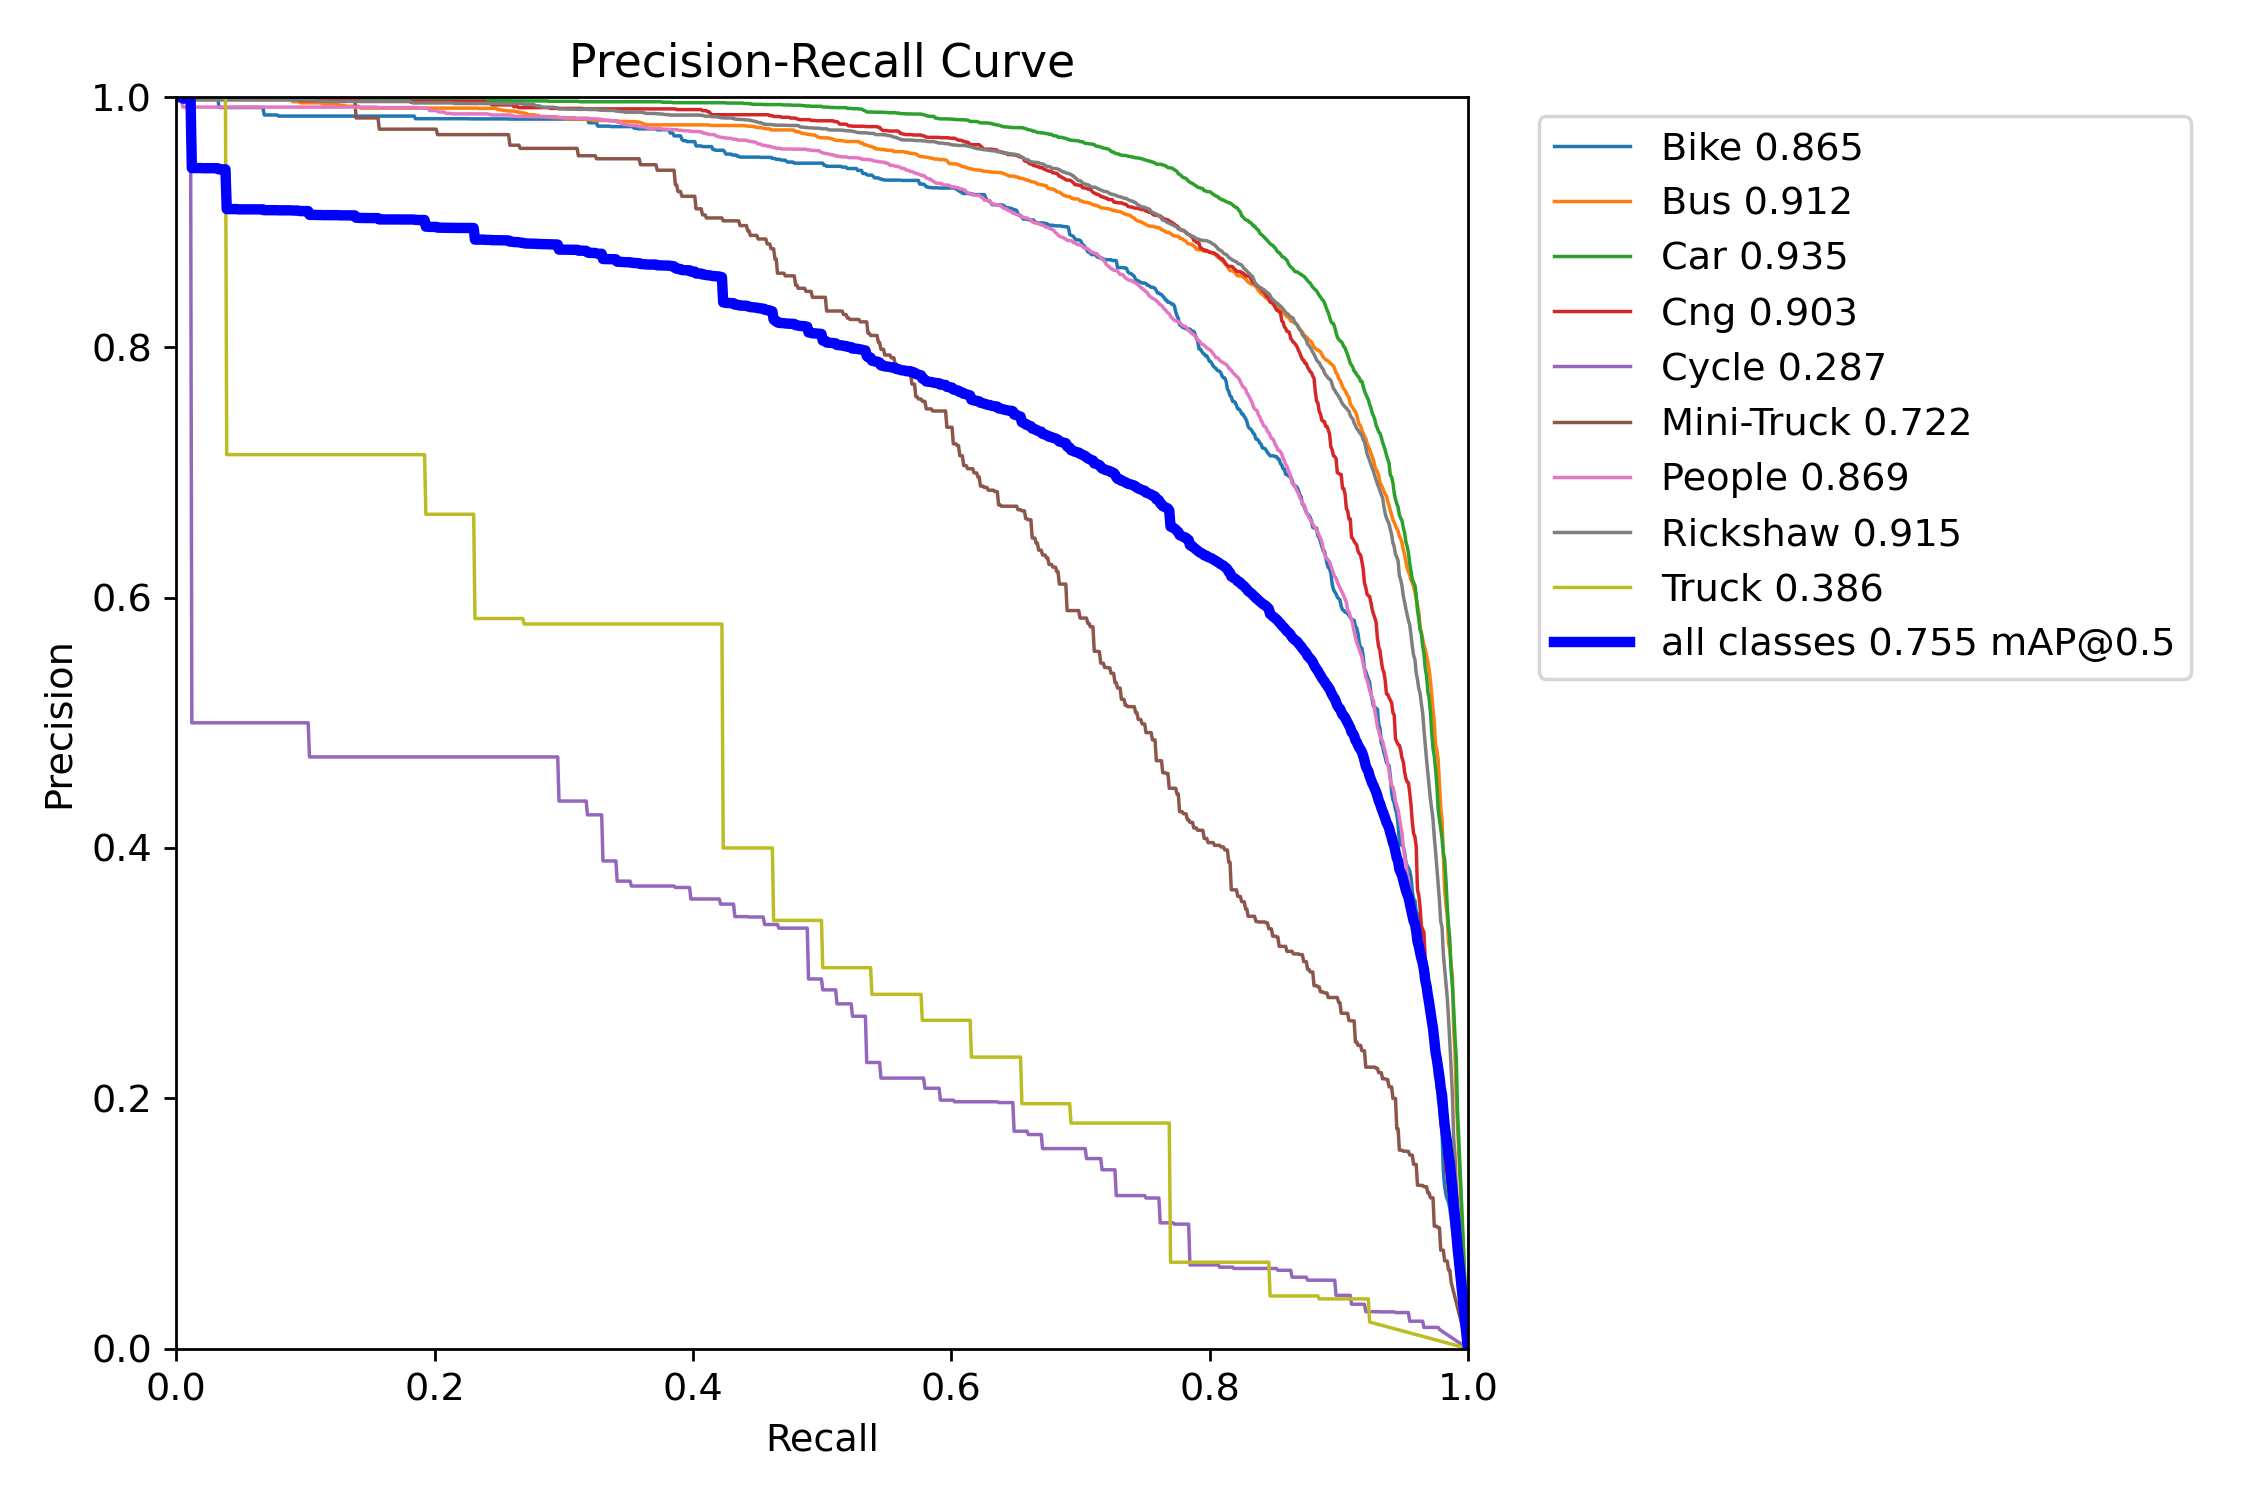 Precision-Recall Curve
1.0
0.8
0.6
0.4
0.2
0.0
Precision
0.0 0.2 0.4 0.6 0.8 1.0
Recall
Bike 0.865
Bus 0.912
Car 0.935
Cng 0.903
Cycle 0.287
Mini-Truck 0.722
People 0.869
Rickshaw 0.915
Truck 0.386
all classes 0.755 mAP@0.5